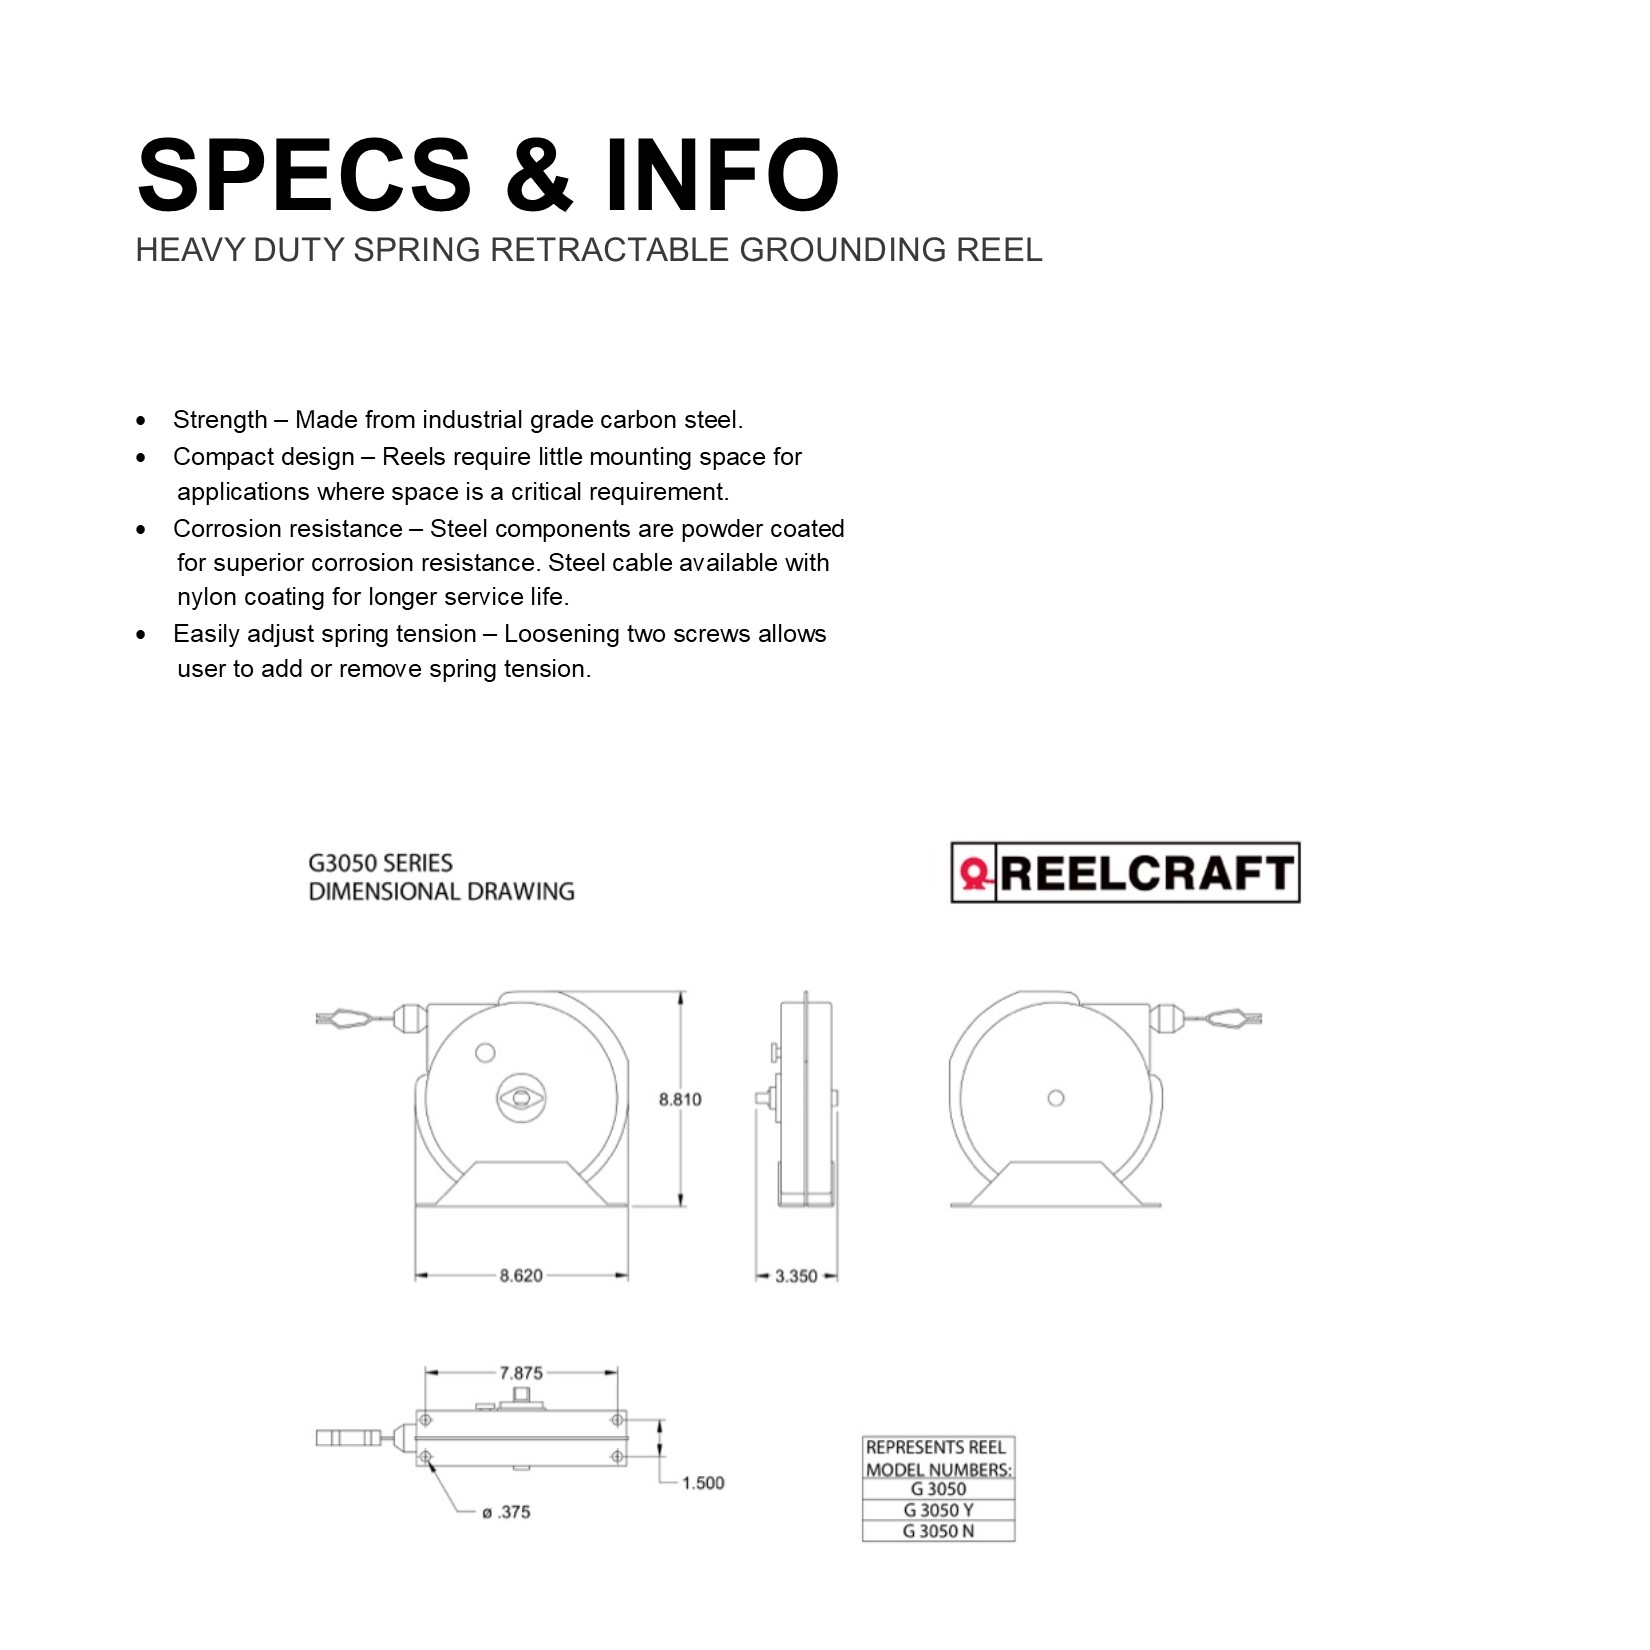 SPECS & INFO
HEAVY DUTY SPRING RETRACTABLE GROUNDING REEL
• Strength – Made from industrial grade carbon steel.
• Compact design – Reels require little mounting space for
applications where space is a critical requirement.
• Corrosion resistance – Steel components are powder coated
for superior corrosion resistance. Steel cable available with
nylon coating for longer service life.
• Easily adjust spring tension – Loosening two screws allows
user to add or remove spring tension.
G3050 SERIES
DIMENSIONAL DRAWING
REELCRAFT
8.810
8.620
3.350
7.875
1.500
ø .375
REPRESENTS REEL
MODEL NUMBERS:
G 3050
G 3050 Y
G 3050 N